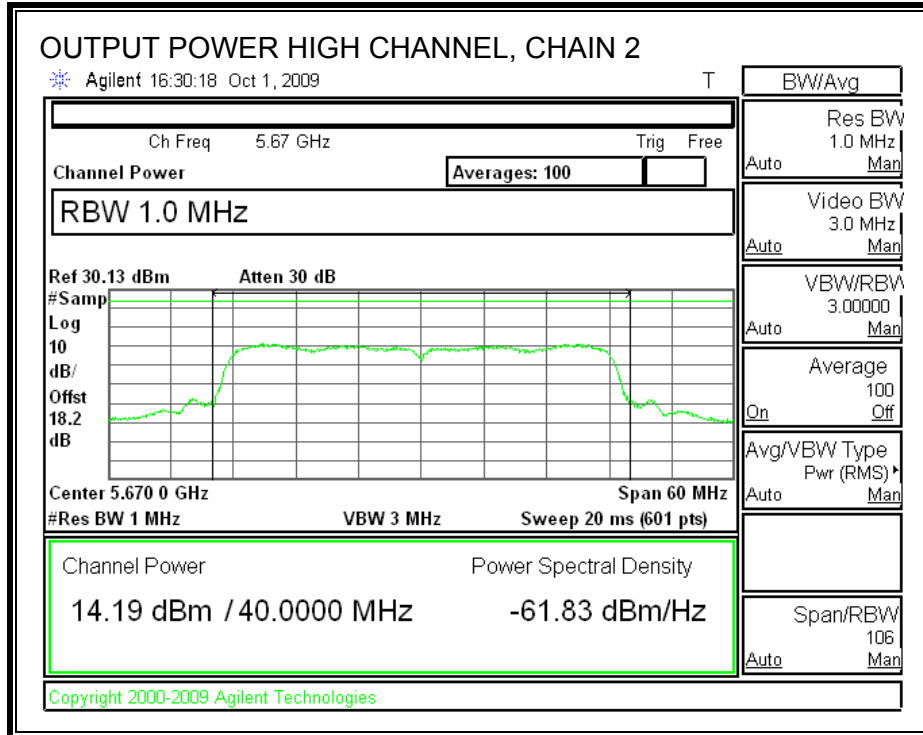 OUTPUT POWER HIGH CHANNEL, CHAIN 2
Agilent 16:30:18 Oct 1, 2009 T
Ch Freq 5.67 GHz Trig Free
Channel Power Averages: 100
RBW 1.0 MHz
Ref 30.13 dBm Atten 30 dB
#Samp
Log
10
dB/
Offst
18.2
dB
Center 5.670 0 GHz Span 60 MHz
#Res BW 1 MHz VBW 3 MHz Sweep 20 ms (601 pts)
Channel Power Power Spectral Density
14.19 dBm / 40.0000 MHz -61.83 dBm/Hz
Copyright 2000-2009 Agilent Technologies
BW/Avg
Res BW
1.0 MHz
Auto Man
Video BW
3.0 MHz
Auto Man
VBW/RBW
3.00000
Auto Man
Average
100
On Off
Avg/VBW Type
Pwr (RMS)
Auto Man
Span/RBW
106
Auto Man